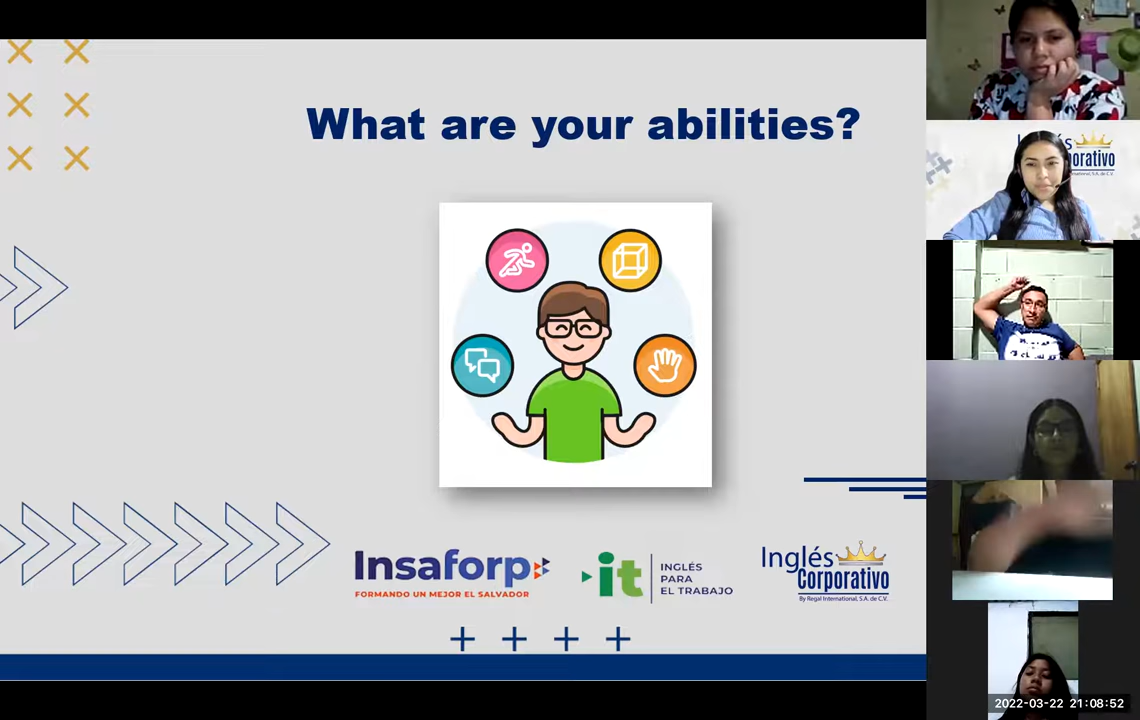 What are your abilities?
Insaforp
FORMANDO UN MEJOR EL SALVADOR
it
INGLÉS
PARA
EL TRABAJO
Inglés
Corporativo
By Regal International, S.A. de C.V.
2022-03-22 21:08:52